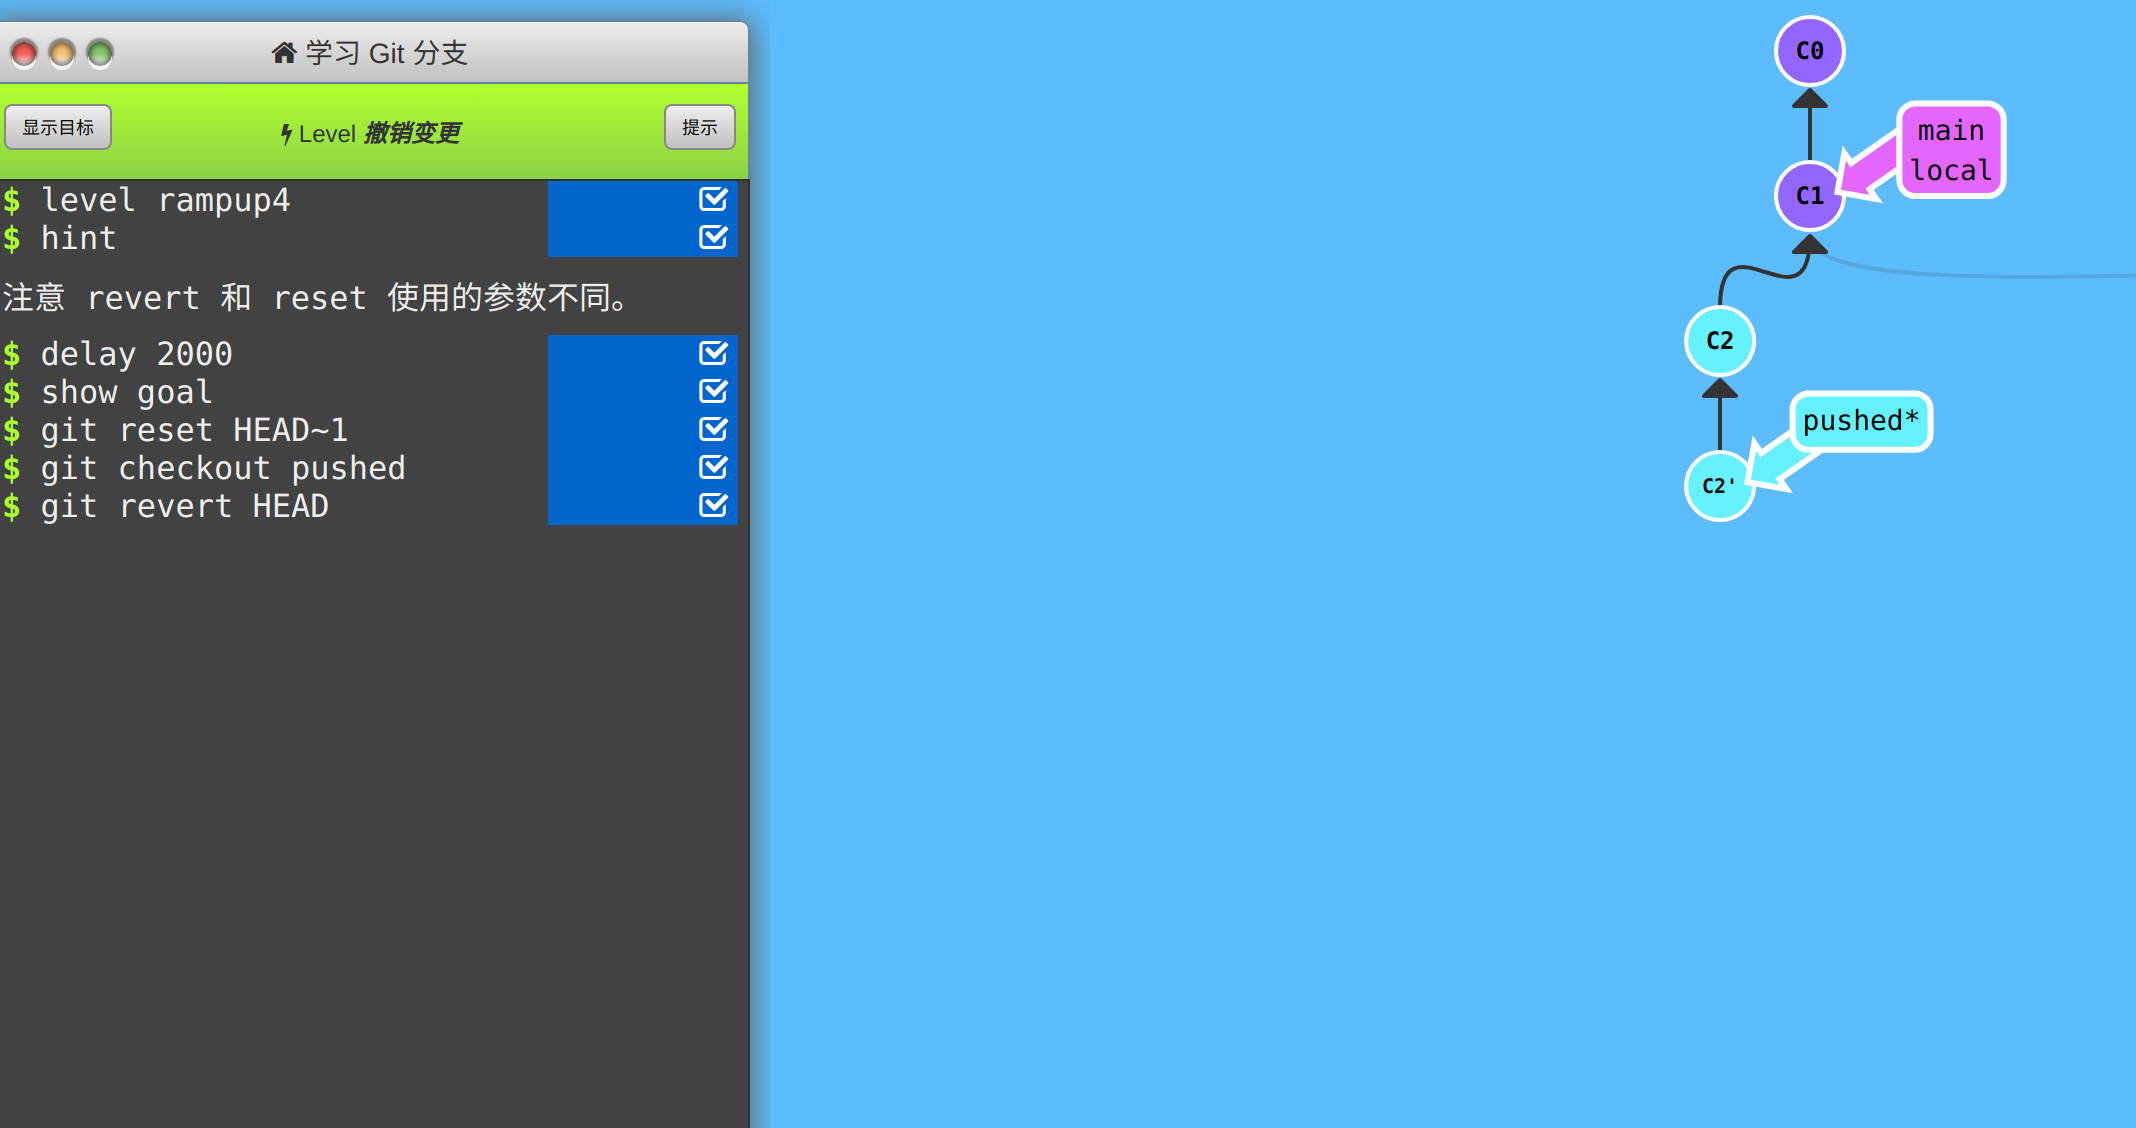 学习 Git 分支
显示目标
Level 撤销变更
提示
$ level rampup4
$ hint
注意 revert 和 reset 使用的参数不同。
$ delay 2000
$ show goal
$ git reset HEAD~1
$ git checkout pushed
$ git revert HEAD
C0
main
local
C1
C2
pushed*
C2'